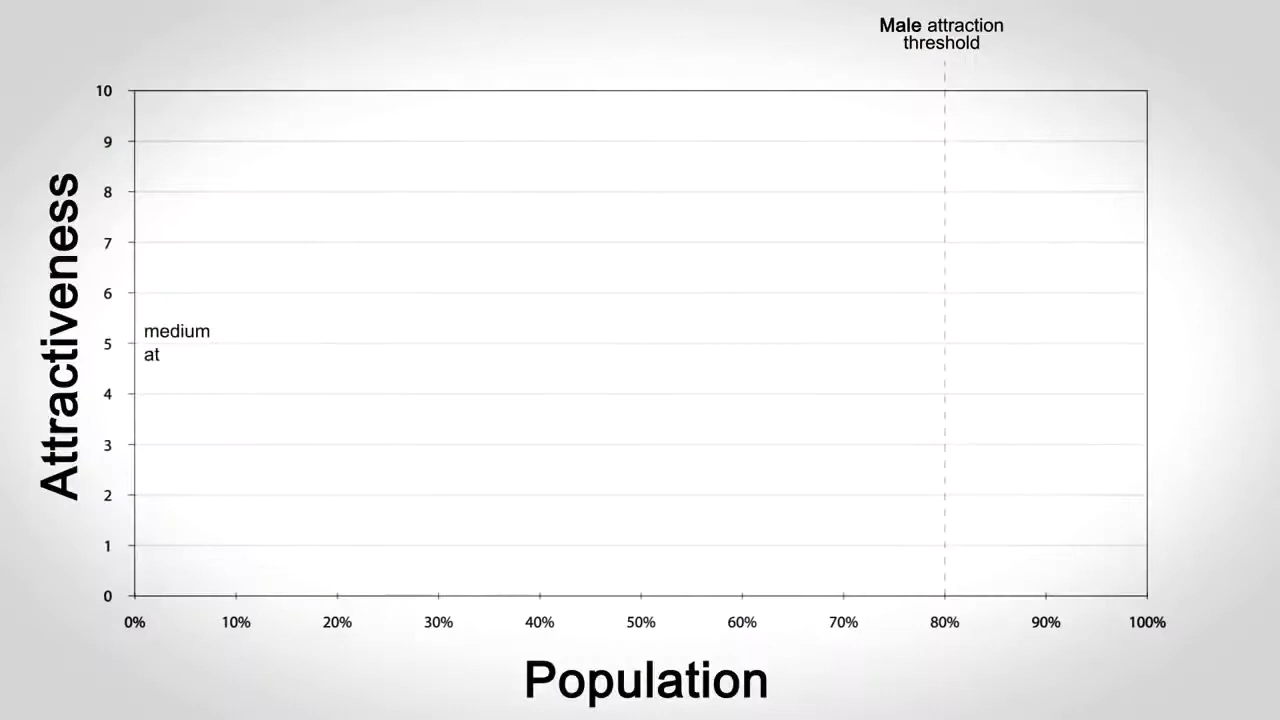 Male attraction
threshold
10
9
8
7
6
5
4
3
2
1
0
medium
at
Attractiveness
0% 10% 20% 30% 40% 50% 60% 70% 80% 90% 100%
Population